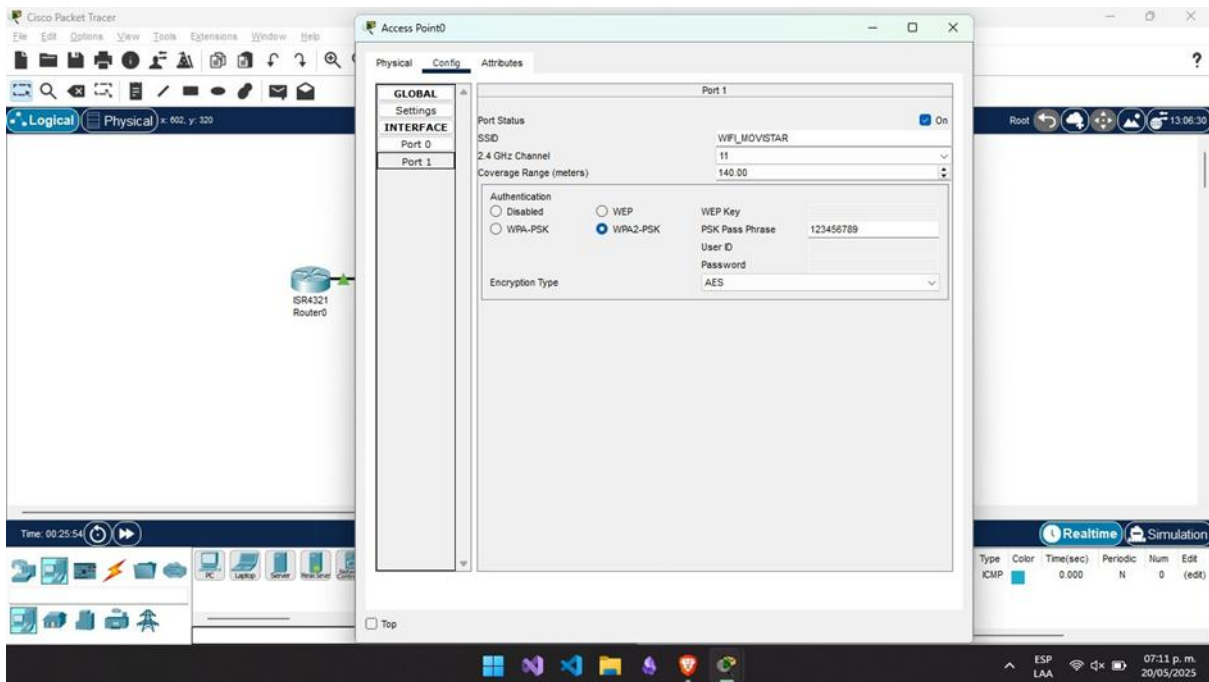 Cisco Packet Tracer
File Edit Options View Tools Extensions Window Help
?
Logical Physical x: 602, y: 320
Root 13:06:30
Access Point0
Physical Config Attributes
GLOBAL
Settings
INTERFACE
Port 0
Port 1
Port 1
Port Status On
SSID WIFI_MOVISTAR
2.4 GHz Channel 11
Coverage Range (meters) 140.00
Authentication
Disabled WEP WEP Key
WPA-PSK WPA2-PSK PSK Pass Phrase 123456789
User ID
Password
Encryption Type AES
ISR4321
Router0
Time: 00:25:54
Realtime Simulation
PC Laptop Server
Type Color Time(sec) Periodic Num Edit
ICMP 0.000 N 0 (edit)
Top
ESP
LAA
07:11 p. m.
20/05/2025